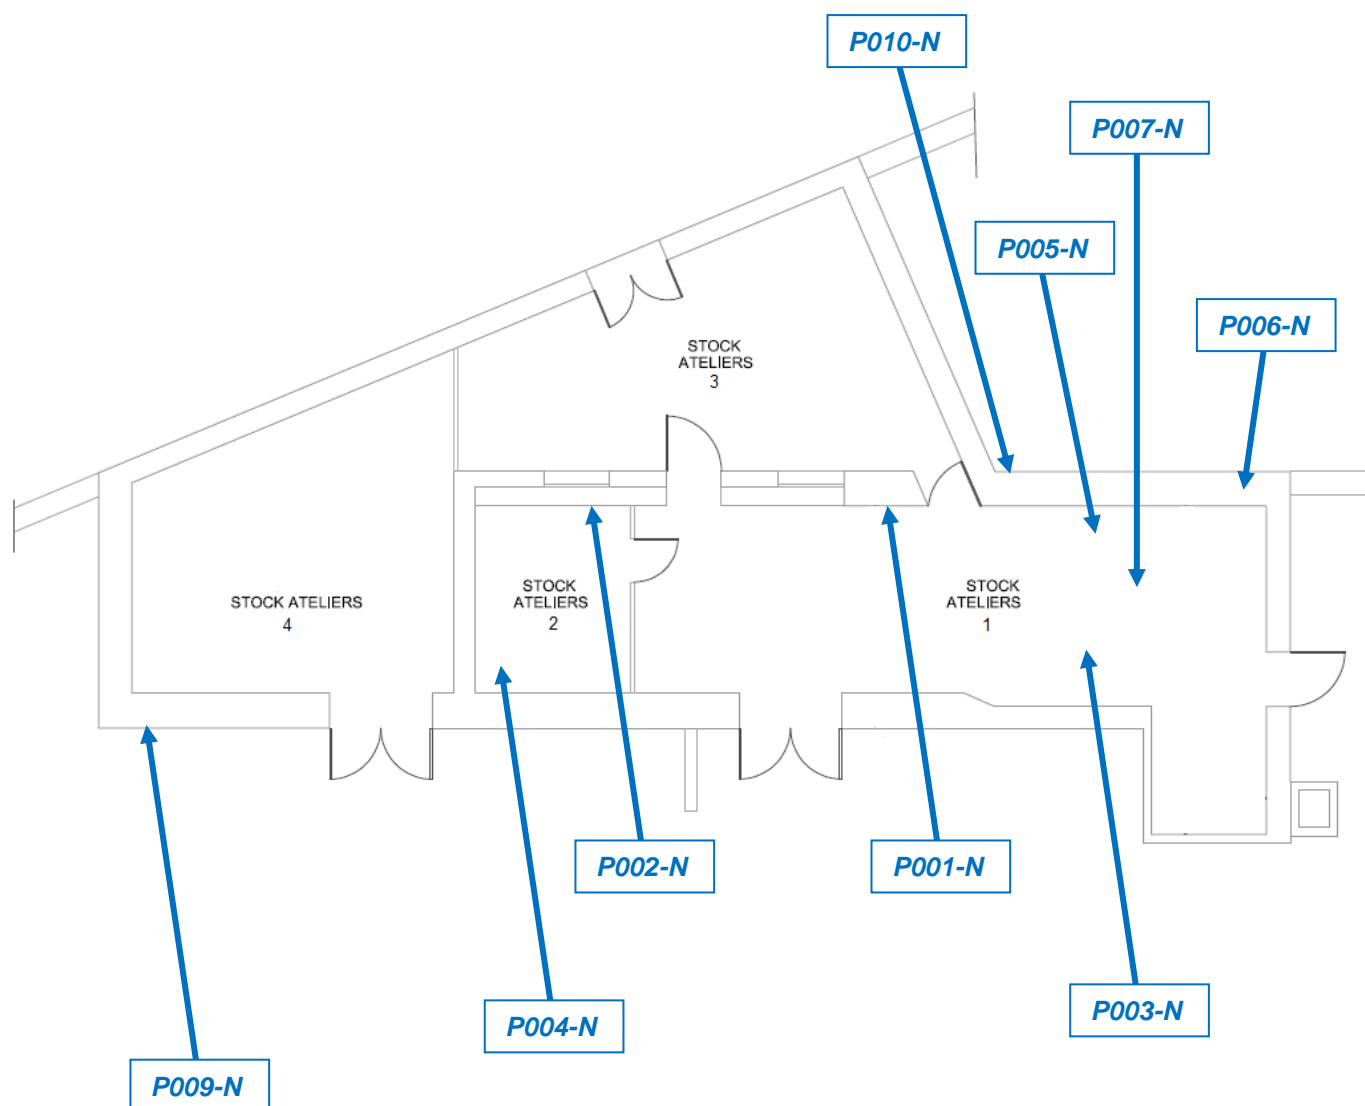 P010-N
P007-N
P005-N
P006-N
STOCK
ATELIERS
3
STOCK ATELIERS
4
STOCK
ATELIERS
2
STOCK
ATELIERS
1
P002-N
P001-N
P004-N
P003-N
P009-N